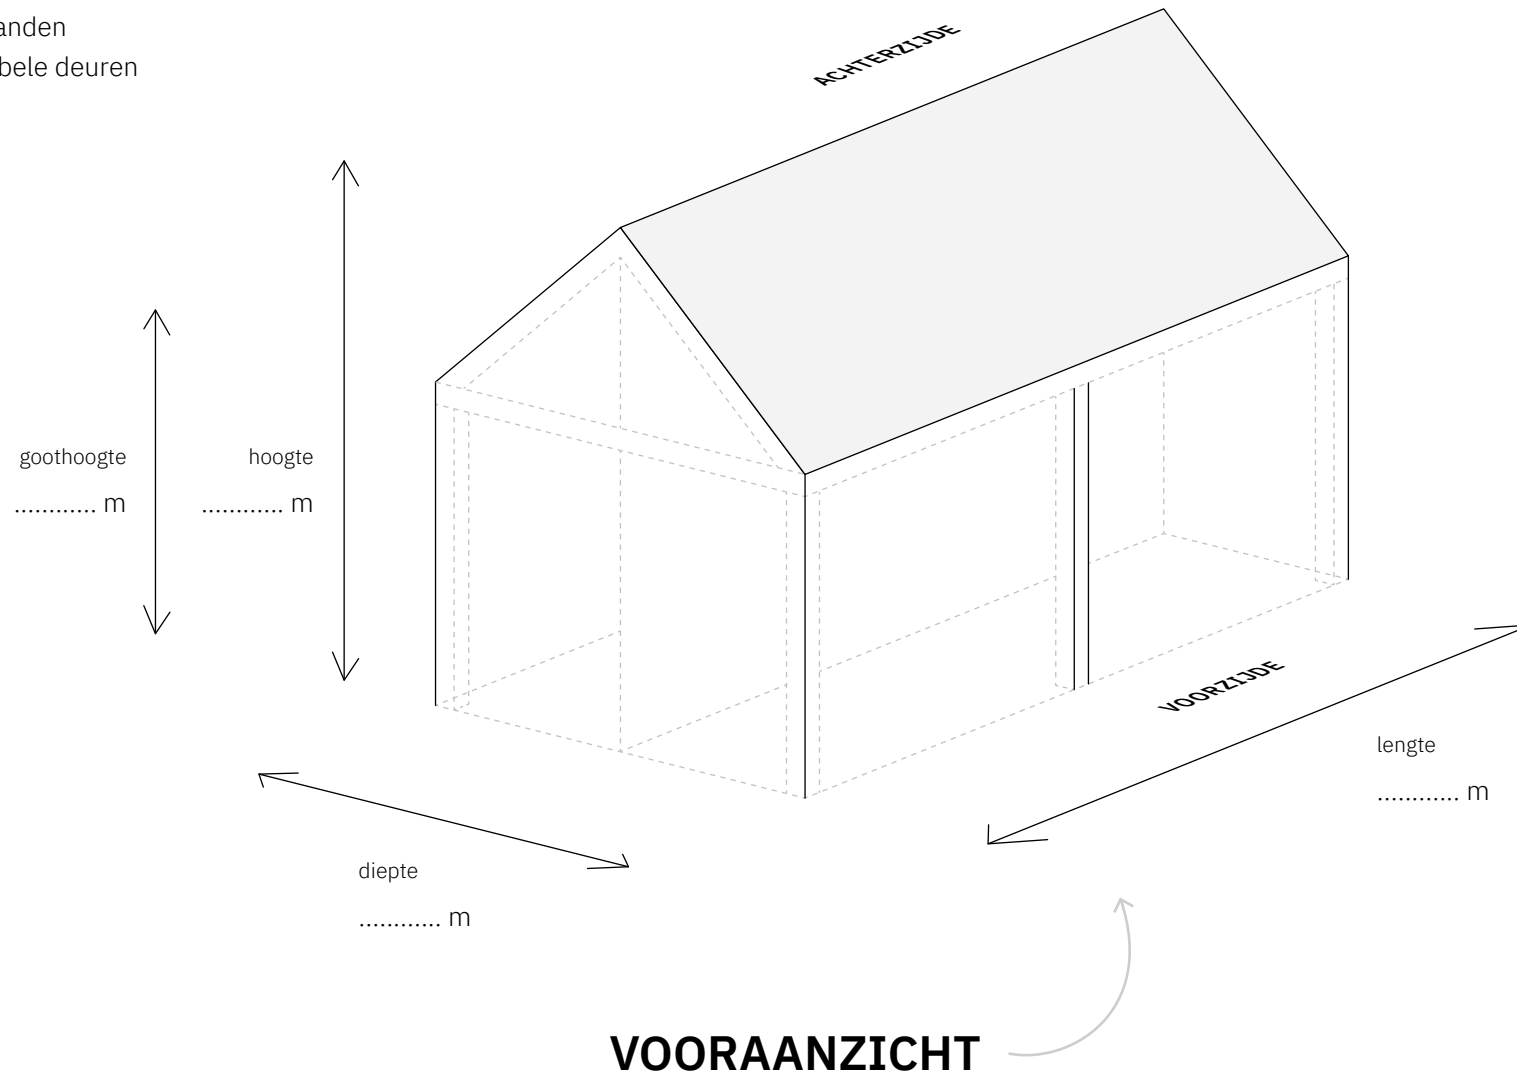 anden
bele deuren
ACHTERZIJDE
goothoogte
............ m
hoogte
............ m
VOORZIJDE
lengte
............ m
diepte
............ m
VOORAANZICHT